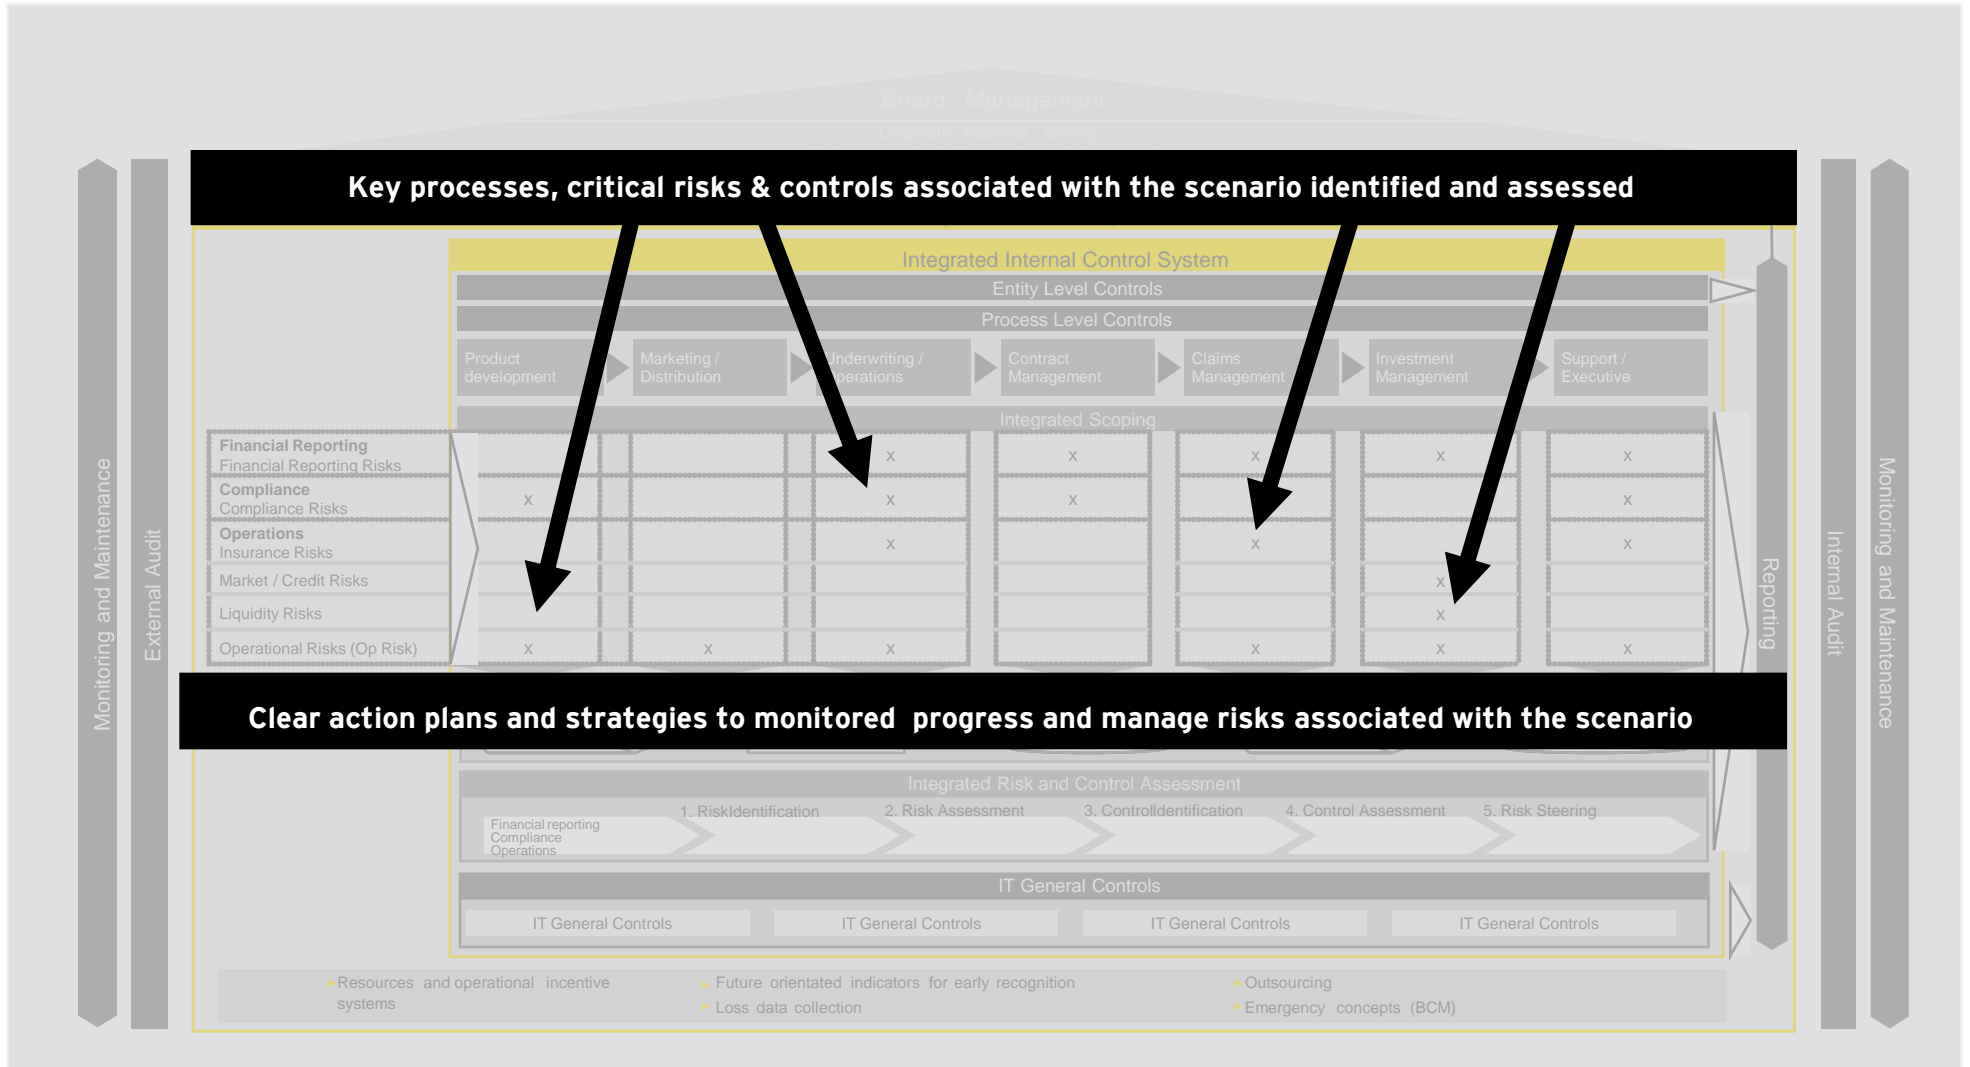 Board / Management
Corporate / Business strategy
Key processes, critical risks & controls associated with the scenario identified and assessed
Integrated Internal Control System
Entity Level Controls
Process Level Controls
Product
development
Marketing /
Distribution
Underwriting /
Operations
Contract
Management
Claims
Management
Investment
Management
Support /
Executive
Integrated Scoping
Financial Reporting
Financial Reporting Risks
x x x x x
Compliance
Compliance Risks
x x x x
Operations
Insurance Risks
x x x
Market / Credit Risks
x
Liquidity Risks
x
Operational Risks (Op Risk)
x x x x x x
Clear action plans and strategies to monitored progress and manage risks associated with the scenario
Integrated Risk and Control Assessment
1. RiskIdentification
2. Risk Assessment
3. ControlIdentification
4. Control Assessment
5. Risk Steering
Financial reporting
Compliance
Operations
IT General Controls
IT General Controls
IT General Controls
IT General Controls
IT General Controls
Resources and operational incentive
systems
Future orientated indicators for early recognition
Loss data collection
Outsourcing
Emergency concepts (BCM)
Monitoring and Maintenance
External Audit
Reporting
Internal Audit
Monitoring and Maintenance